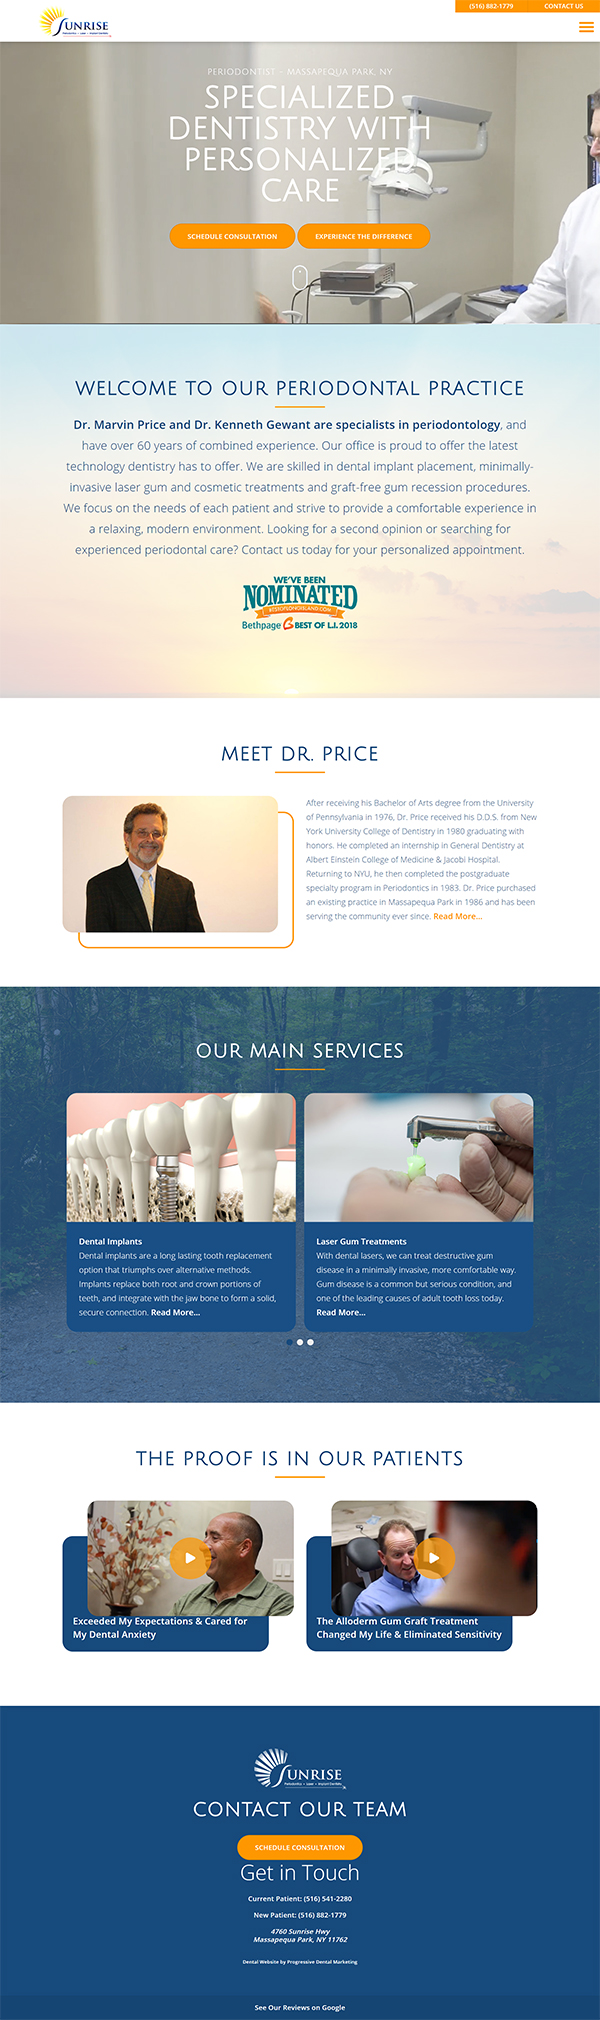 (516) 882-1779
CONTACT US
SUNRISE
Periodontics • Laser • Implant Dentistry
PERIODONTIST - MASSAPEQUA PARK, NY
SPECIALIZED
DENTISTRY WITH
PERSONALIZED
CARE
SCHEDULE CONSULTATION
EXPERIENCE THE DIFFERENCE
WELCOME TO OUR PERIODONTAL PRACTICE
Dr. Marvin Price and Dr. Kenneth Gewant are specialists in periodontology, and
have over 60 years of combined experience. Our office is proud to offer the latest
technology dentistry has to offer. We are skilled in dental implant placement, minimally-
invasive laser gum and cosmetic treatments and graft-free gum recession procedures.
We focus on the needs of each patient and strive to provide a comfortable experience in
a relaxing, modern environment. Looking for a second opinion or searching for
experienced periodontal care? Contact us today for your personalized appointment.
WE'VE BEEN
NOMINATED
BESTOFLONGISLAND.COM
Bethpage BEST OF L.I. 2018
MEET DR. PRICE
After receiving his Bachelor of Arts degree from the University
of Pennsylvania in 1976, Dr. Price received his D.D.S. from New
York University College of Dentistry in 1980 graduating with
honors. He completed an internship in General Dentistry at
Albert Einstein College of Medicine & Jacobi Hospital.
Returning to NYU, he then completed the postgraduate
specialty program in Periodontics in 1983. Dr. Price purchased
an existing practice in Massapequa Park in 1986 and has been
serving the community ever since. Read More...
OUR MAIN SERVICES
Dental Implants
Dental implants are a long lasting tooth replacement
option that triumphs over alternative methods.
Implants replace both root and crown portions of
teeth, and integrate with the jaw bone to form a solid,
secure connection. Read More...
Laser Gum Treatments
With dental lasers, we can treat destructive gum
disease in a minimally invasive, more comfortable way.
Gum disease is a common but serious condition, and
one of the leading causes of adult tooth loss today.
Read More...
THE PROOF IS IN OUR PATIENTS
Exceeded My Expectations & Cared for
My Dental Anxiety
The Alloderm Gum Graft Treatment
Changed My Life & Eliminated Sensitivity
SUNRISE
Periodontics • Laser • Implant Dentistry
CONTACT OUR TEAM
SCHEDULE CONSULTATION
Get in Touch
Current Patient: (516) 541-2280
New Patient: (516) 882-1779
4760 Sunrise Hwy
Massapequa Park, NY 11762
Dental Website by Progressive Dental Marketing
See Our Reviews on Google